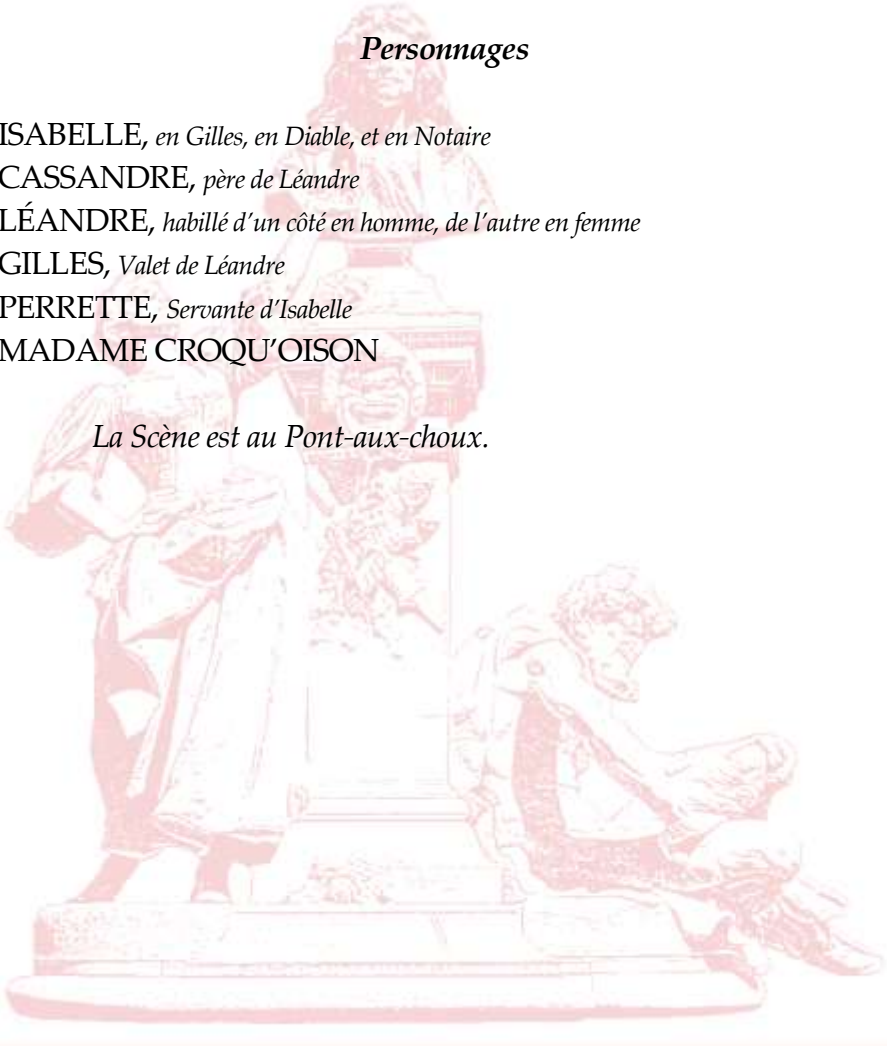 Personnages
ISABELLE, en Gilles, en Diable, et en Notaire
CASSANDRE, père de Léandre
LÉANDRE, habillé d’un côté en homme, de l’autre en femme
GILLES, Valet de Léandre
PERRETTE, Servante d’Isabelle
MADAME CROQU’OISON
La Scène est au Pont-aux-choux.